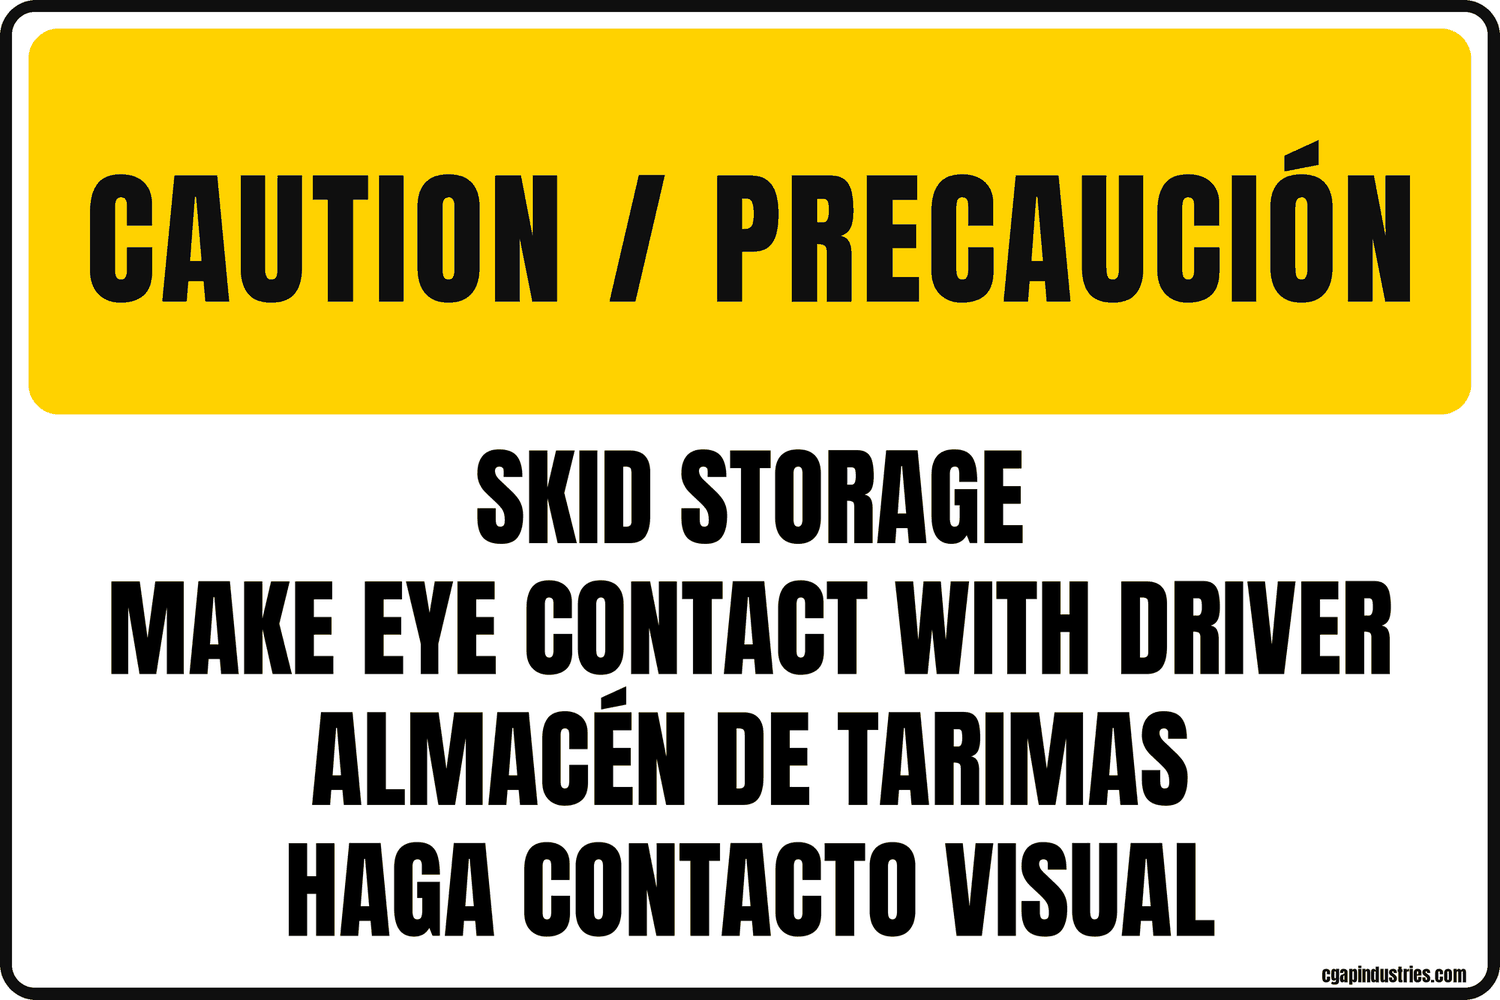 CAUTION / PRECAUCIÓN
SKID STORAGE
MAKE EYE CONTACT WITH DRIVER
ALMACÉN DE TARIMAS
HAGA CONTACTO VISUAL
cgapindustries.com